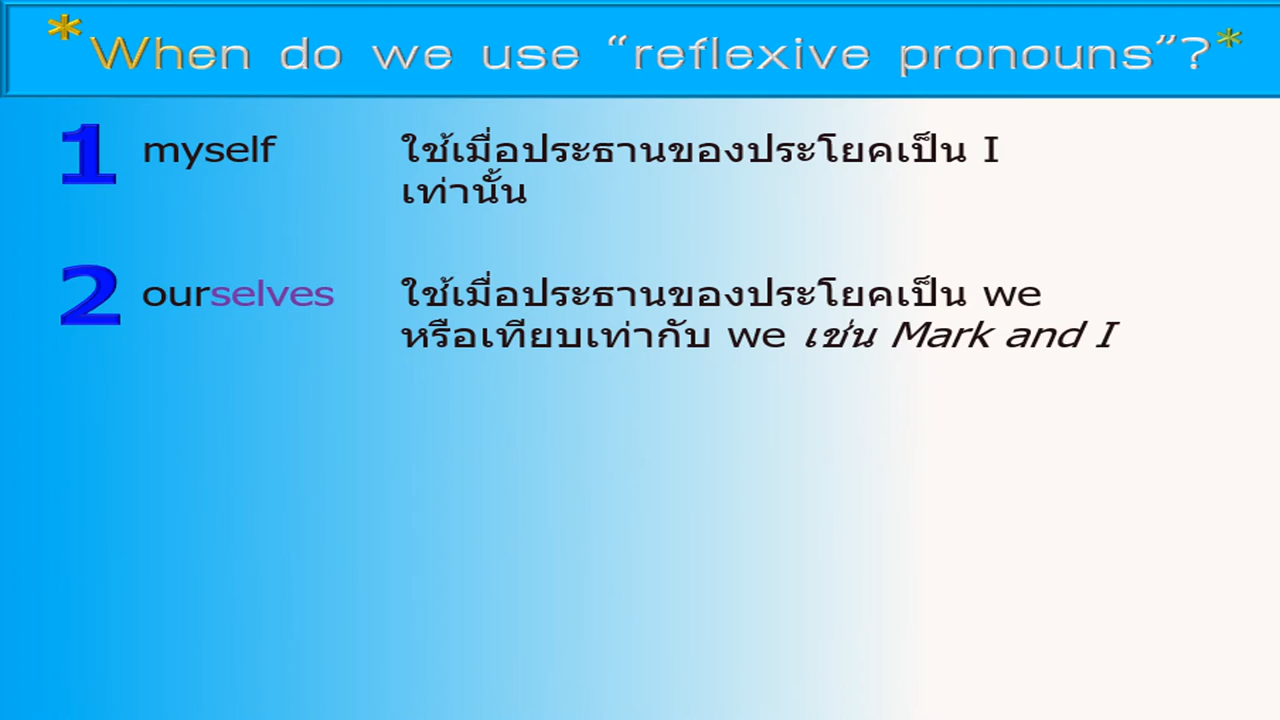 *When do we use “reflexive pronouns”?*
1 myself ใช้เมื่อประธานของประโยคเป็น I
เท่านั้น
2 ourselves ใช้เมื่อประธานของประโยคเป็น we
หรือเทียบเท่ากับ we เช่น Mark and I